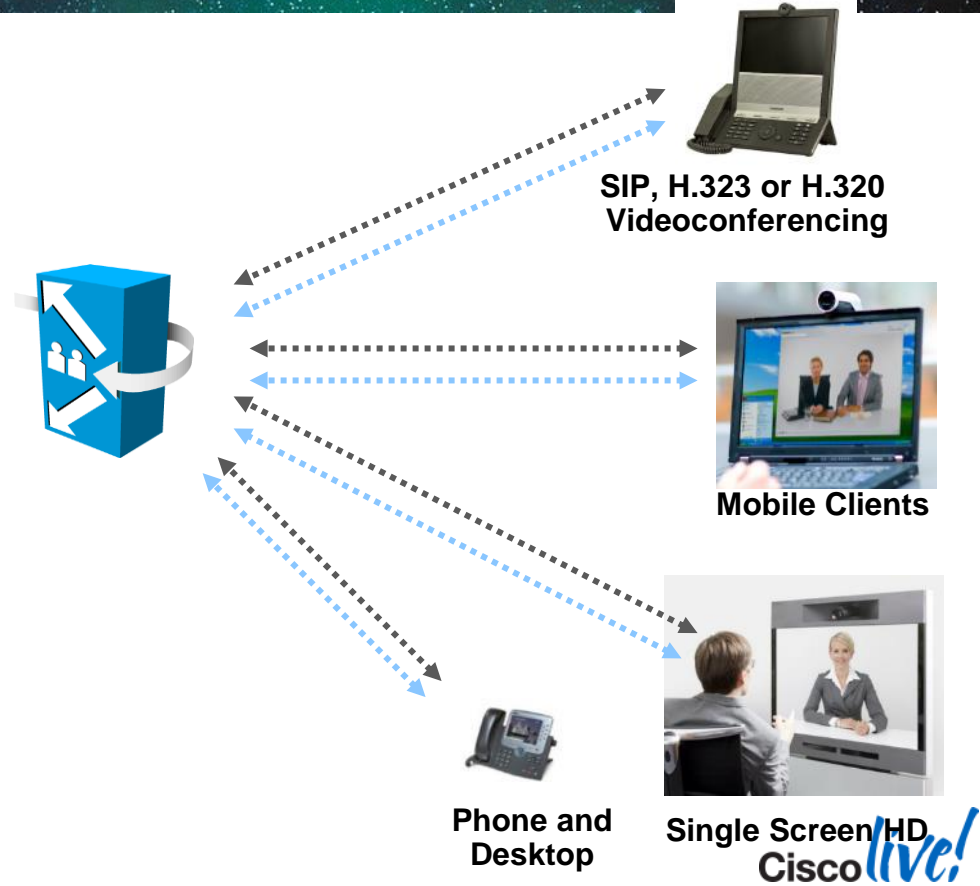 SIP, H.323 or H.320
Videoconferencing
Mobile Clients
Phone and
Desktop
Single Screen HD
Cisco live!